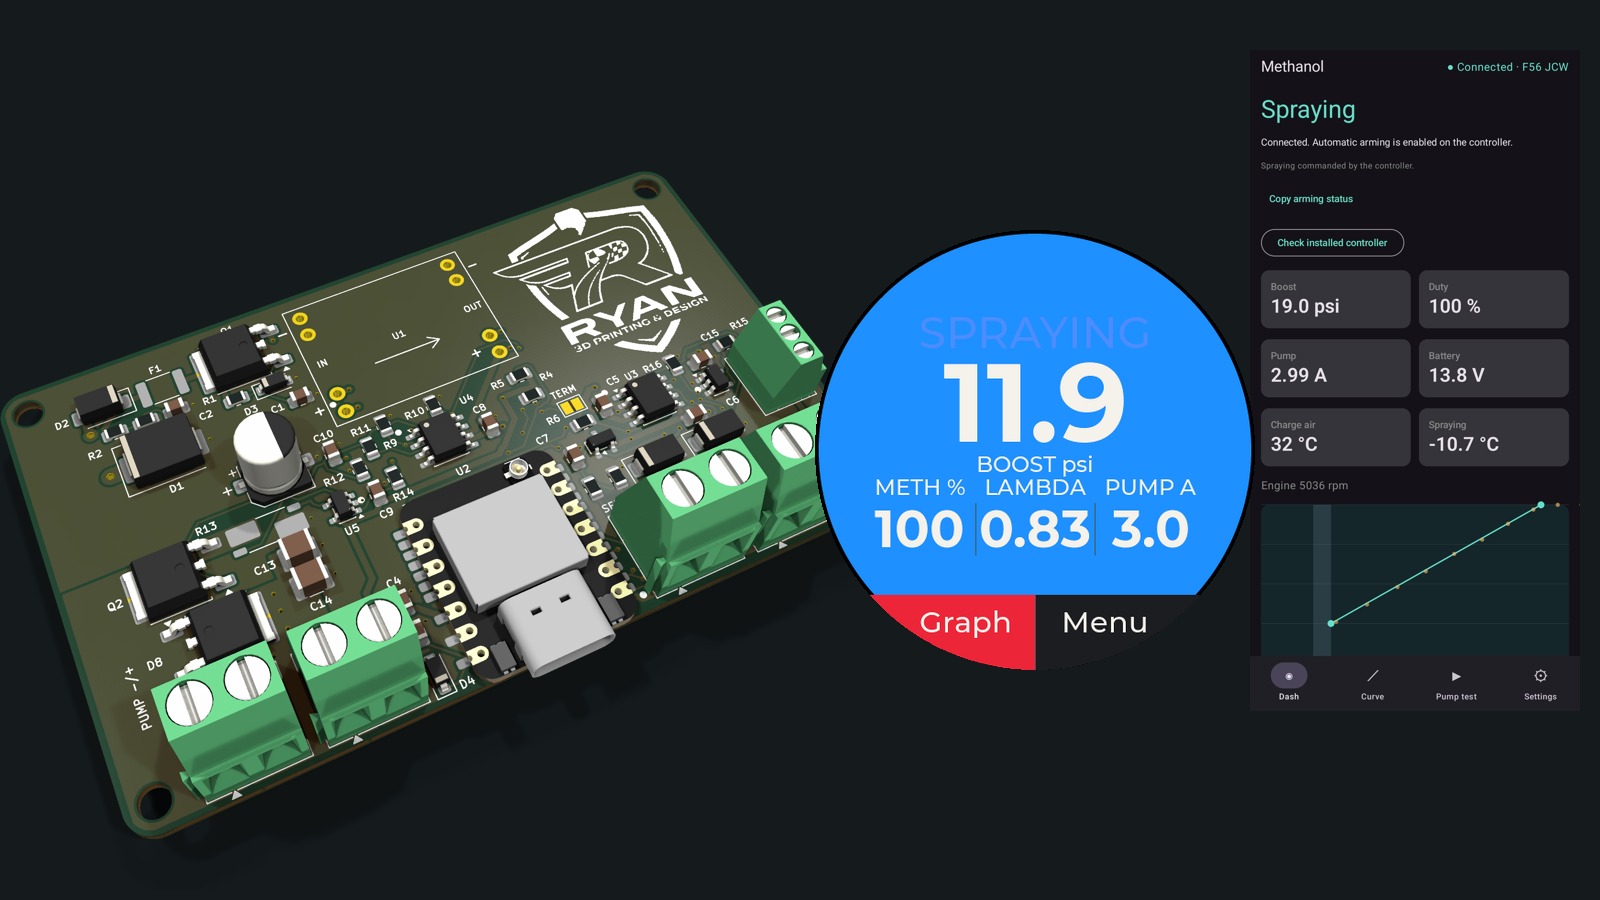 RYAN
3D PRINTING & DESIGN
F1
D2
R1
C2
D3
C1
R2
D1
IN
U1
OUT
R5
R4
TERM
R6
C5
U3
R16
C15
R15
C6
C7
R10
U4
C8
R11
R9
C10
U2
R12
R14
C9
U5
R13
C13
C14
C4
Q2
D8
D4
PUMP -/+
SPRAYING
11.9
BOOST psi
METH % LAMBDA PUMP A
100 0.83 3.0
Graph Menu
Methanol
Connected · F56 JCW
Spraying
Connected. Automatic arming is enabled on the controller.
Spraying commanded by the controller.
Copy arming status
Check installed controller
Boost Duty
19.0 psi 100 %
Pump Battery
2.99 A 13.8 V
Charge air Spraying
32 °C -10.7 °C
Engine 5036 rpm
Dash Curve Pump test Settings